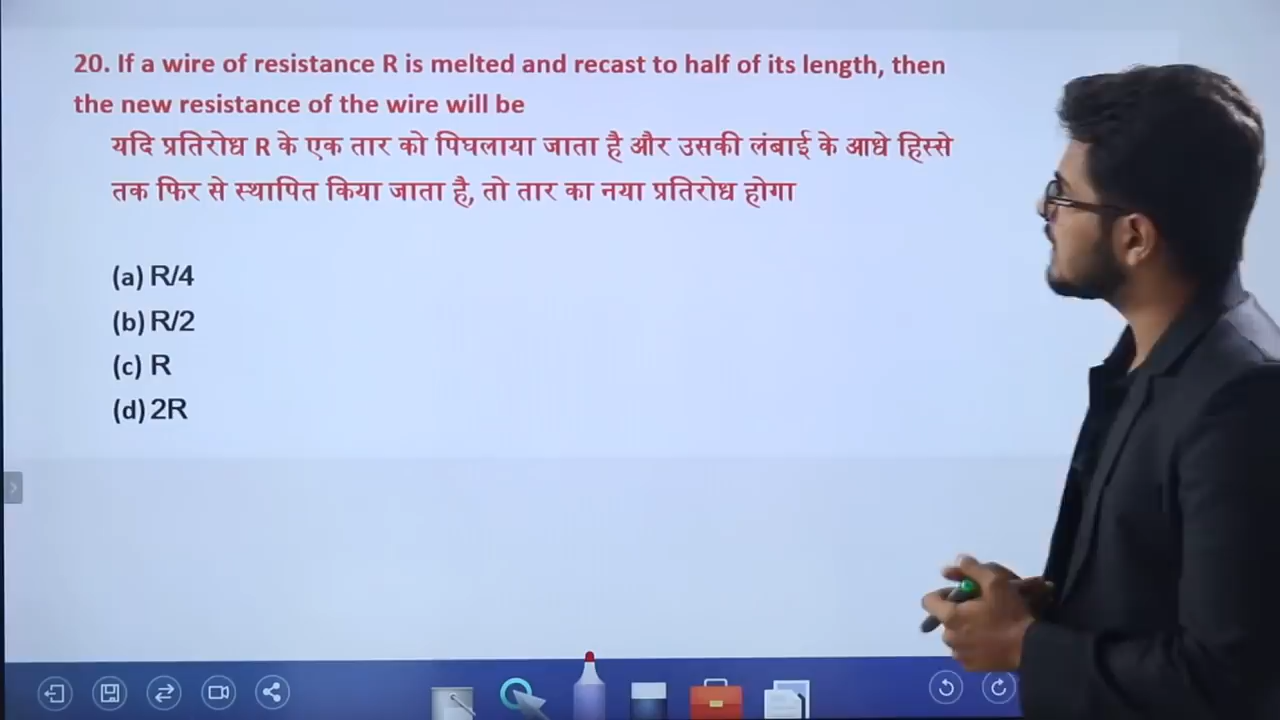 20. If a wire of resistance R is melted and recast to half of its length, then
the new resistance of the wire will be
यदि प्रतिरोध R के एक तार को पिघलाया जाता है और उसकी लंबाई के आधे हिस्से
तक फिर से स्थापित किया जाता है, तो तार का नया प्रतिरोध होगा
(a) R/4
(b) R/2
(c) R
(d) 2R